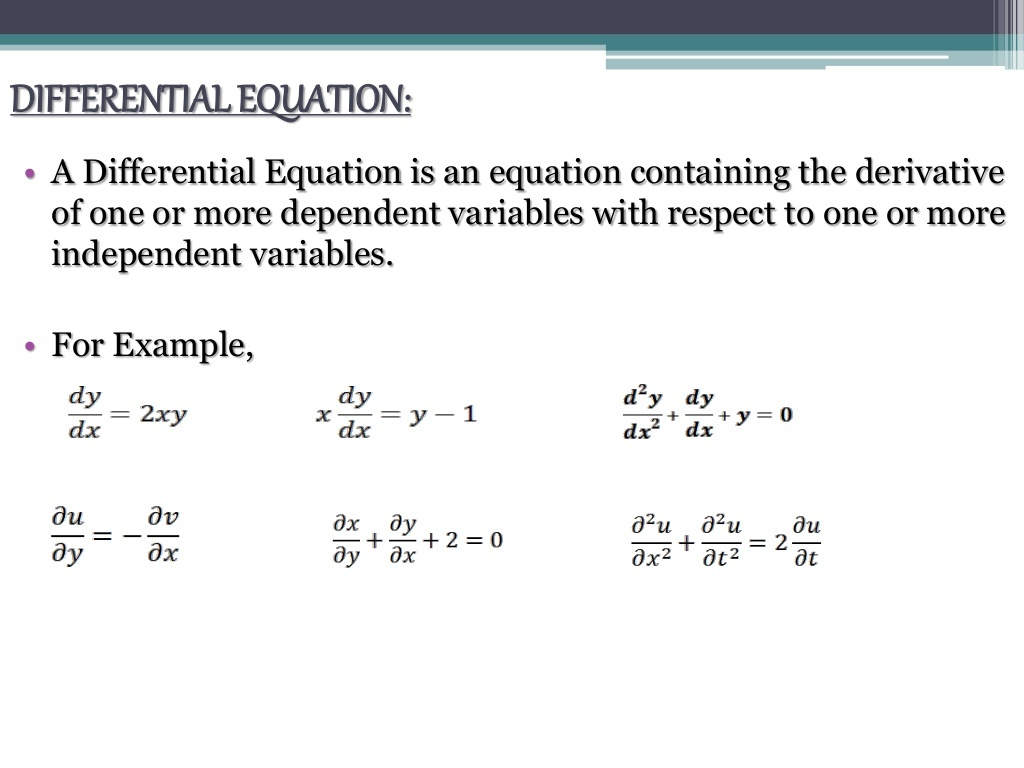 DIFFERENTIAL EQUATION:
• A Differential Equation is an equation containing the derivative
of one or more dependent variables with respect to one or more
independent variables.
• For Example,
dy/dx = 2xy    x dy/dx = y − 1    d²y/dx² + dy/dx + y = 0
∂u/∂y = − ∂v/∂x    ∂x/∂y + ∂y/∂x + 2 = 0    ∂²u/∂x² + ∂²u/∂t² = 2 ∂u/∂t